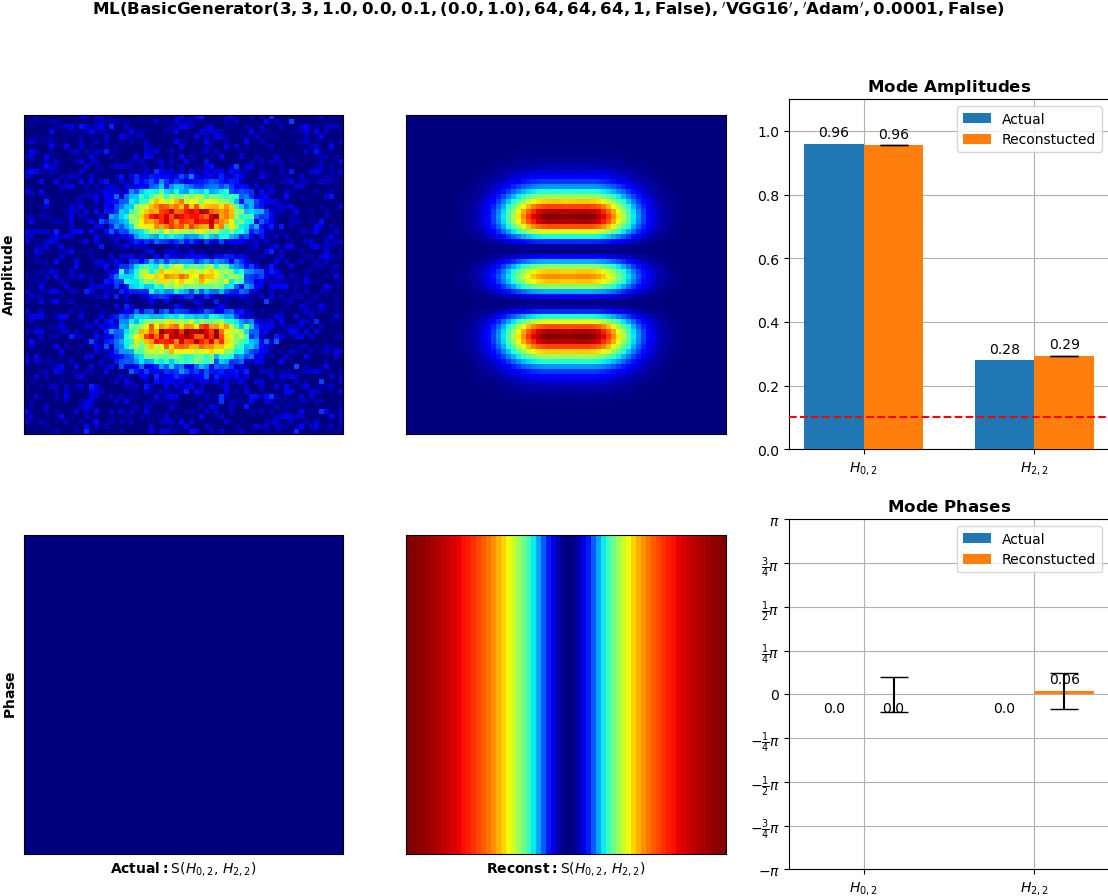 ML(BasicGenerator(3, 3, 1.0, 0.0, 0.1, (0.0, 1.0), 64, 64, 64, 1, False), ′VGG16′, ′Adam′, 0.0001, False)
Amplitude
Mode Amplitudes
Actual
Reconstucted
1.0
0.8
0.6
0.4
0.2
0.0
0.96
0.96
0.28
0.29
H0, 2
H2, 2
Phase
Actual: S(H0, 2, H2, 2)
Reconst: S(H0, 2, H2, 2)
Mode Phases
Actual
Reconstucted
π
3/4π
1/2π
1/4π
0
−1/4π
−1/2π
−3/4π
−π
0.0
0.0
0.0
0.06
H0, 2
H2, 2